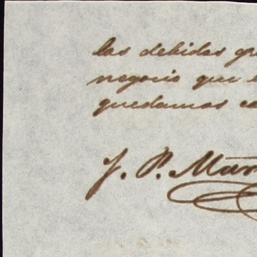 las debidas gr
negocio que
quedamos
J. P. Mar